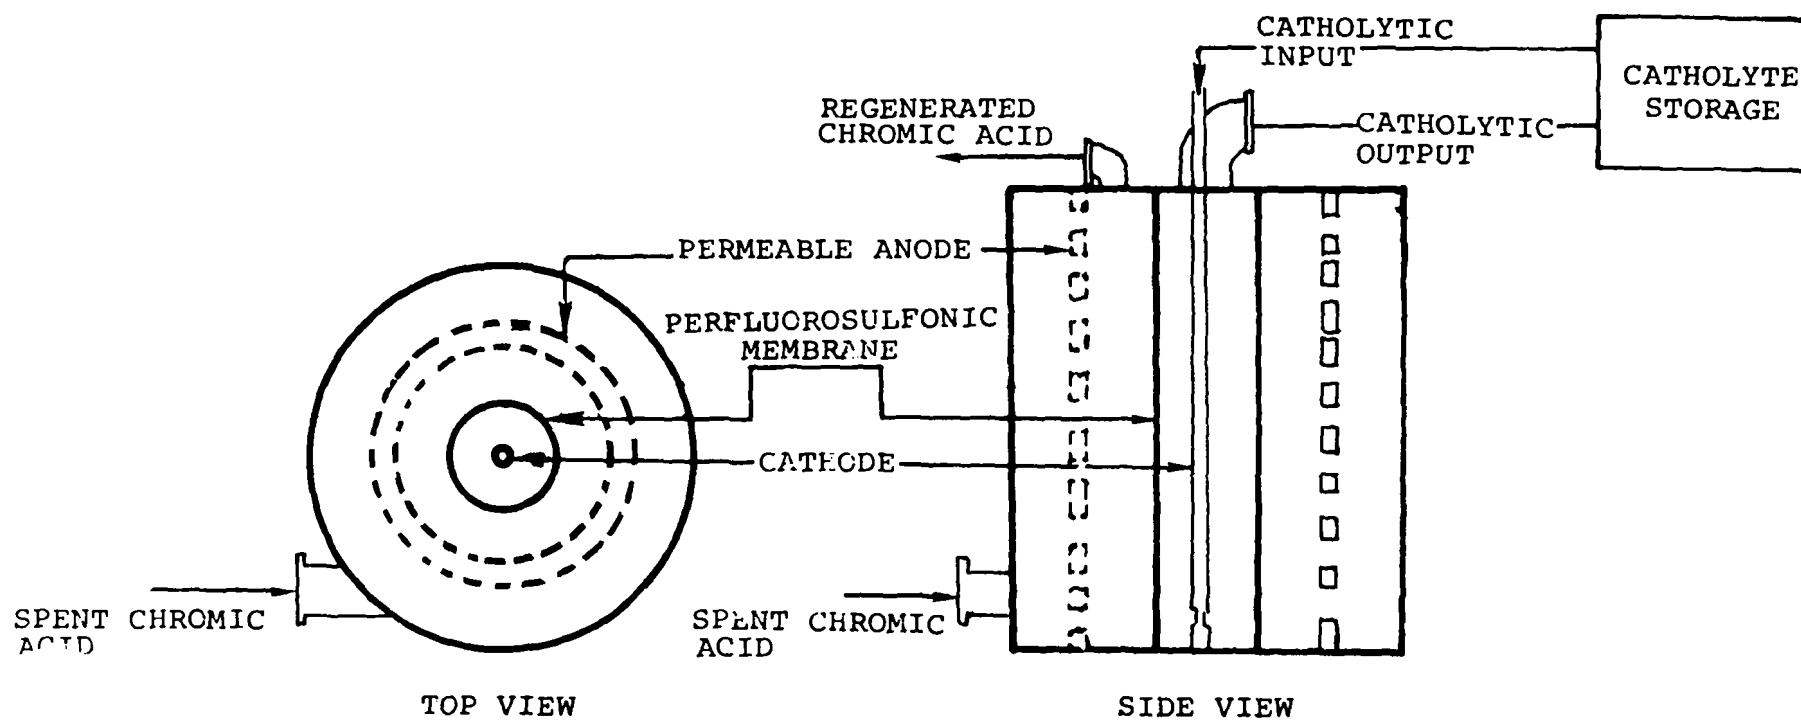 CATHOLYTIC
INPUT
CATHOLYTE
STORAGE
REGENERATED
CHROMIC ACID
CATHOLYTIC
OUTPUT
PERMEABLE ANODE
PERFLUOROSULFONIC
MEMBRANE
CATHODE
SPENT CHROMIC
ACID
SPENT CHROMIC
ACID
TOP VIEW
SIDE VIEW